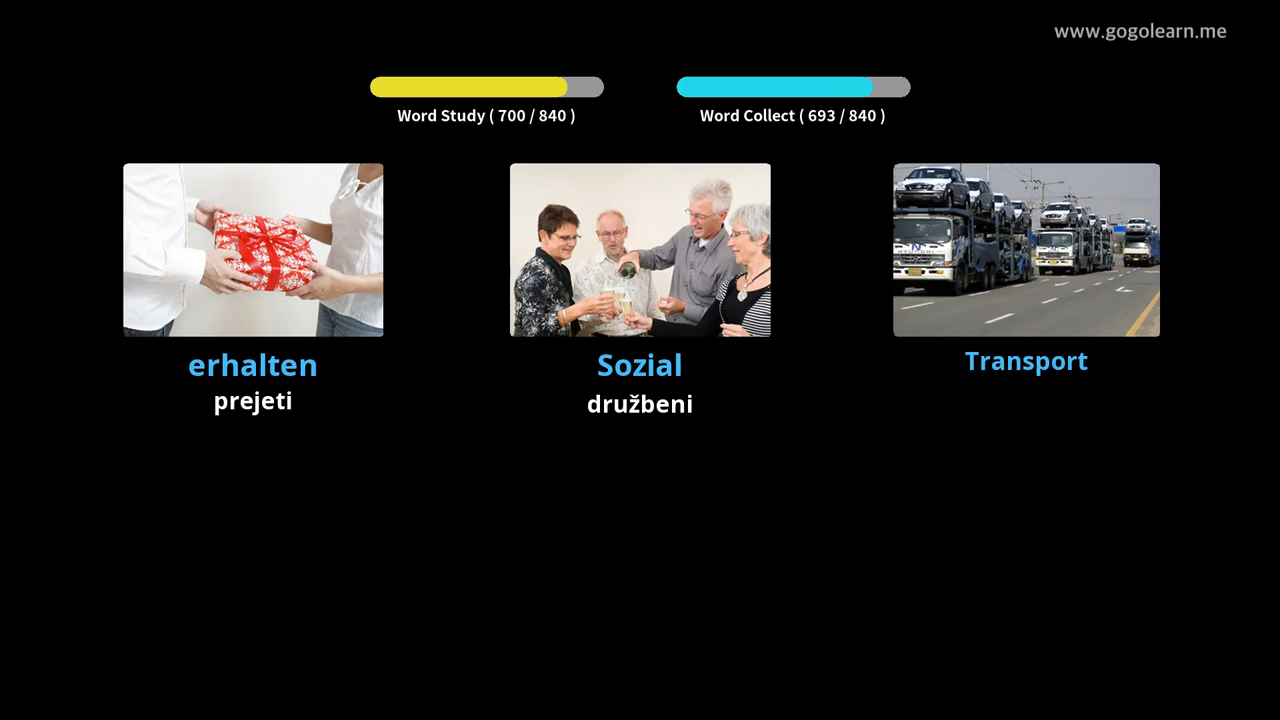 www.gogolearn.me
Word Study ( 700 / 840 )
Word Collect ( 693 / 840 )
erhalten
prejeti
Sozial
družbeni
Transport